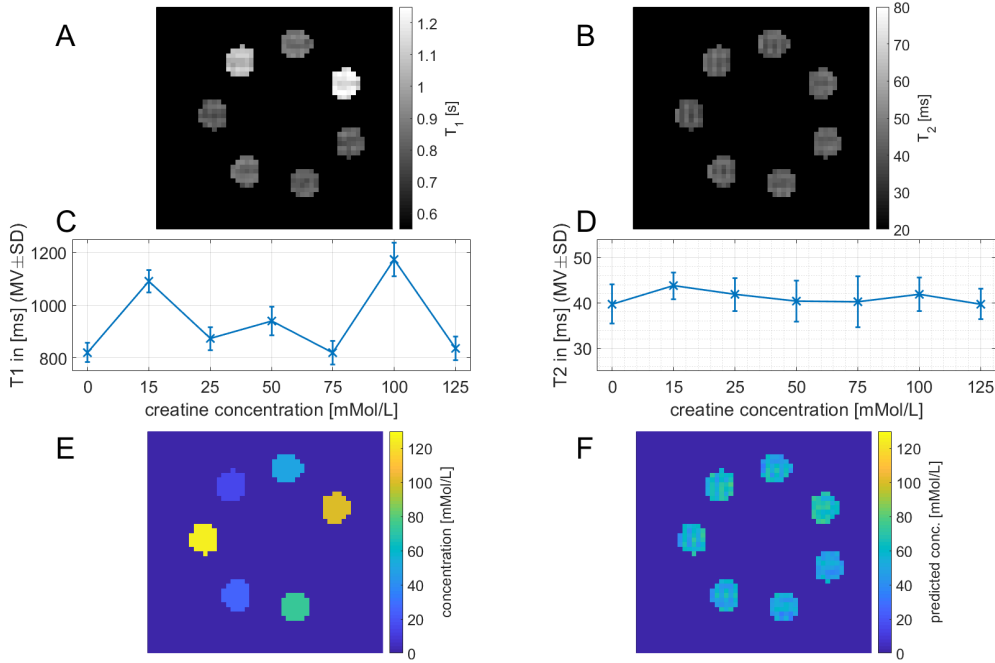 A
1.2
1.1
1
0.9
0.8
0.7
0.6
T1 [s]
B
80
70
60
50
40
30
20
T2 [ms]
C
T1 in [ms] (MV±SD)
1200
1000
800
0 15 25 50 75 100 125
creatine concentration [mMol/L]
D
T2 in [ms] (MV±SD)
50
40
30
0 15 25 50 75 100 125
creatine concentration [mMol/L]
E
120
100
80
60
40
20
0
concentration [mMol/L]
F
120
100
80
60
40
20
0
predicted conc. [mMol/L]